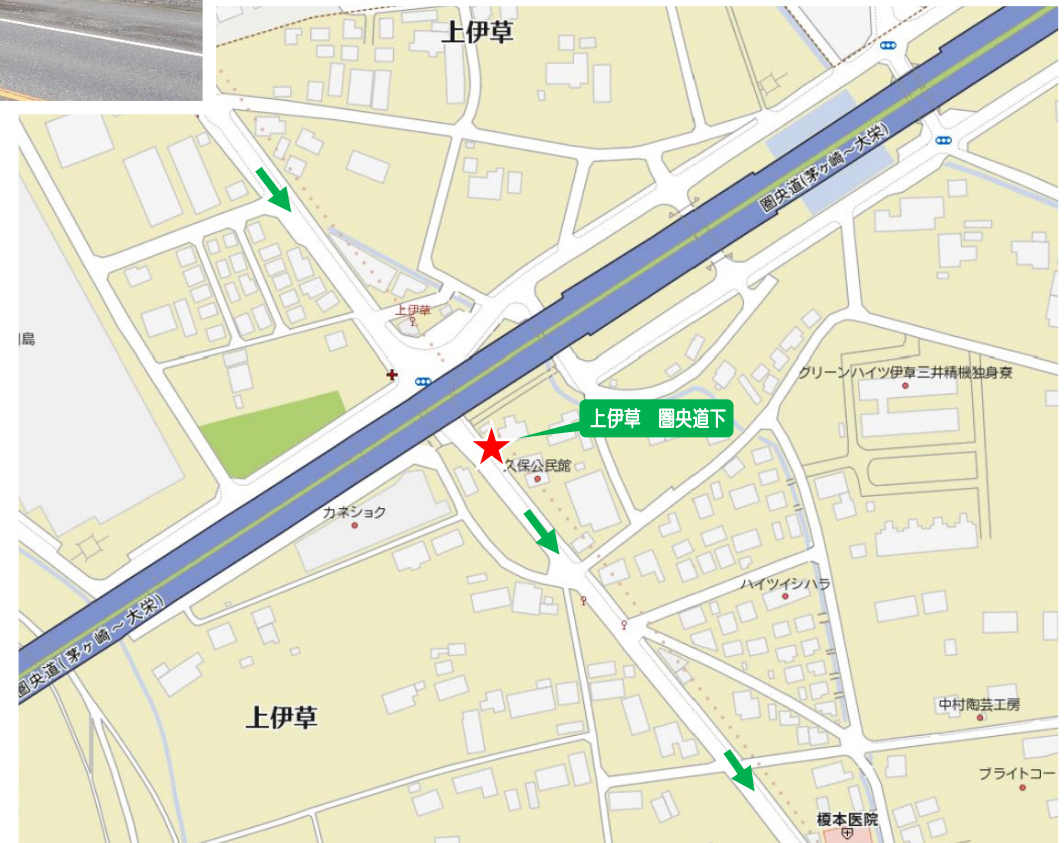 上伊草
圏央道(茅ヶ崎～大栄)
上伊草
島
グリーンハイツ伊草三井精機独身寮
上伊草 圏央道下
久保公民館
カネショク
ハイツイシハラ
圏央道(茅ヶ崎～大栄)
上伊草
中村陶芸工房
ブライトコー
榎本医院